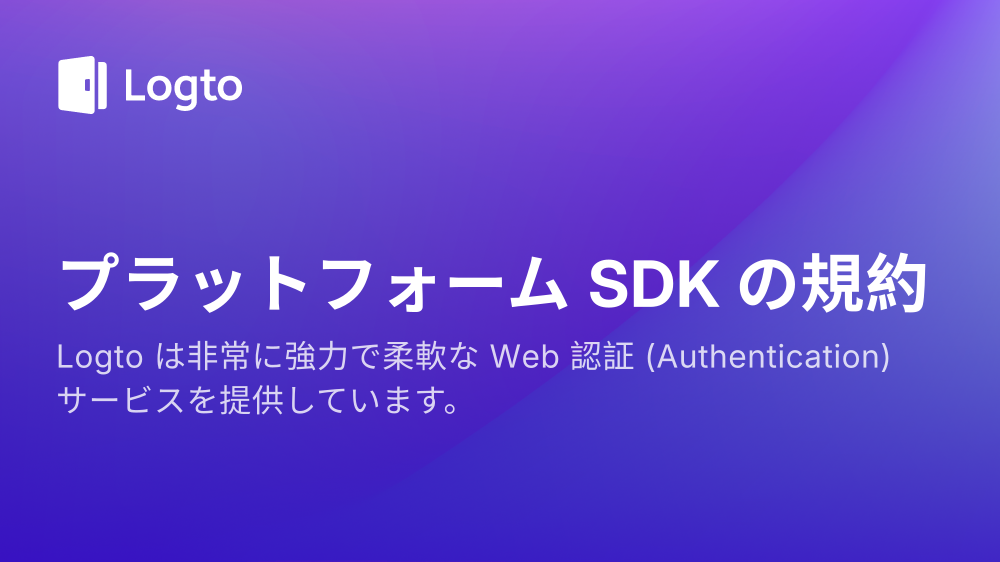 Logto
プラットフォーム SDK の規約
Logto は非常に強力で柔軟な Web 認証 (Authentication)
サービスを提供しています。